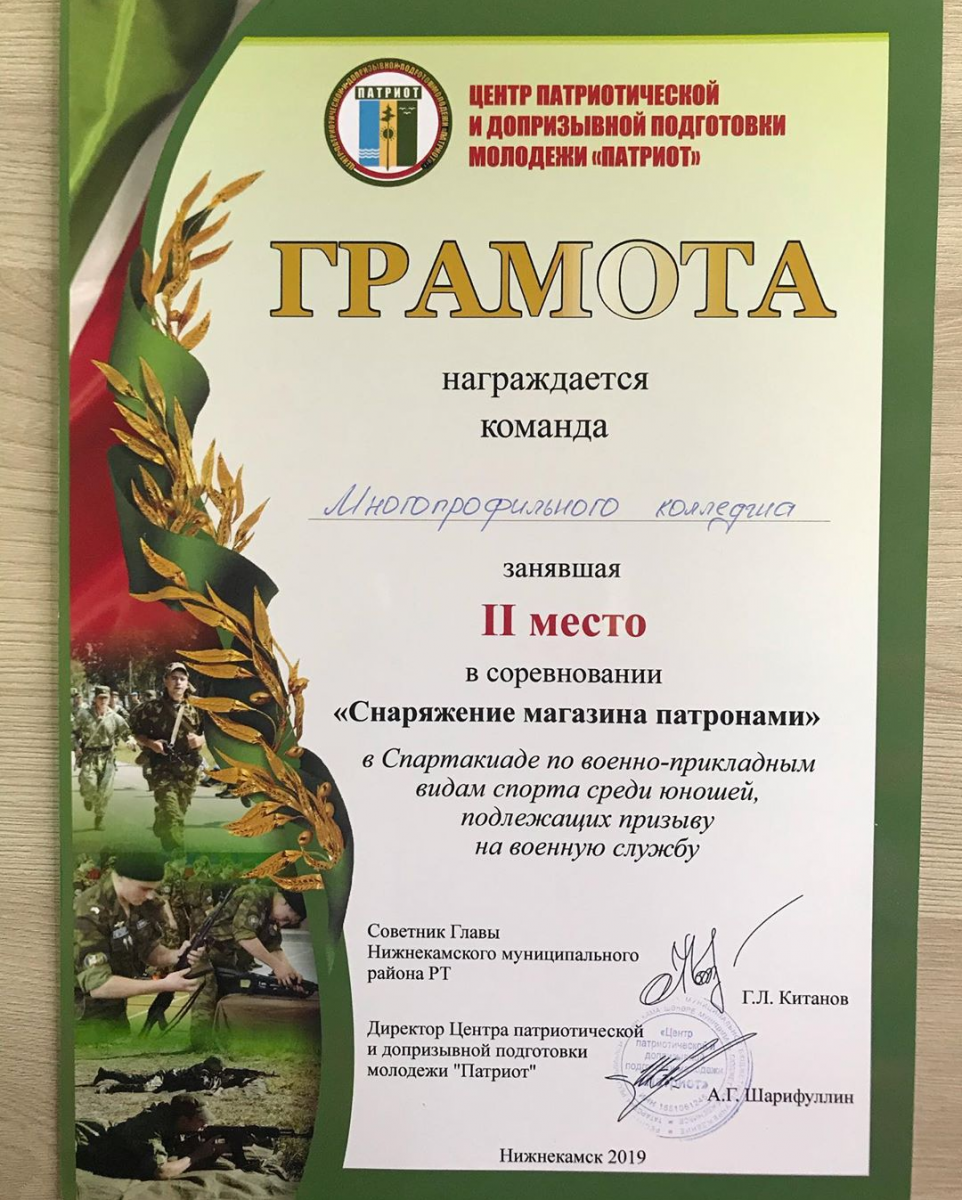 ПАТРИОТ
ЦЕНТР ПАТРИОТИЧЕСКОЙ
И ДОПРИЗЫВНОЙ ПОДГОТОВКИ
МОЛОДЕЖИ «ПАТРИОТ»
ГРАМОТА
награждается
команда
Многопрофильного колледжа
занявшая
II место
в соревновании
«Снаряжение магазина патронами»
в Спартакиаде по военно-прикладным
видам спорта среди юношей,
подлежащих призыву
на военную службу
Советник Главы
Нижнекамского муниципального
района РТ
Г.Л. Китанов
Директор Центра патриотической
и допризывной подготовки
молодежи "Патриот"
«Центр
патриотической
А.Г. Шарифуллин
Нижнекамск 2019